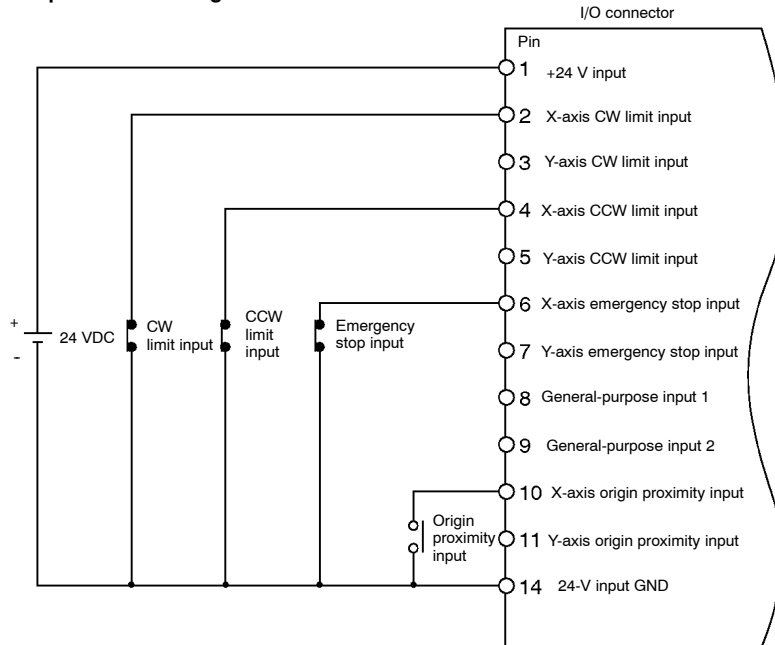 I/O connector
Pin
1 +24 V input
2 X-axis CW limit input
3 Y-axis CW limit input
4 X-axis CCW limit input
5 Y-axis CCW limit input
6 X-axis emergency stop input
7 Y-axis emergency stop input
8 General-purpose input 1
9 General-purpose input 2
10 X-axis origin proximity input
11 Y-axis origin proximity input
14 24-V input GND
+
-
24 VDC
CW
limit input
CCW
limit
input
Emergency
stop input
Origin
proximity
input